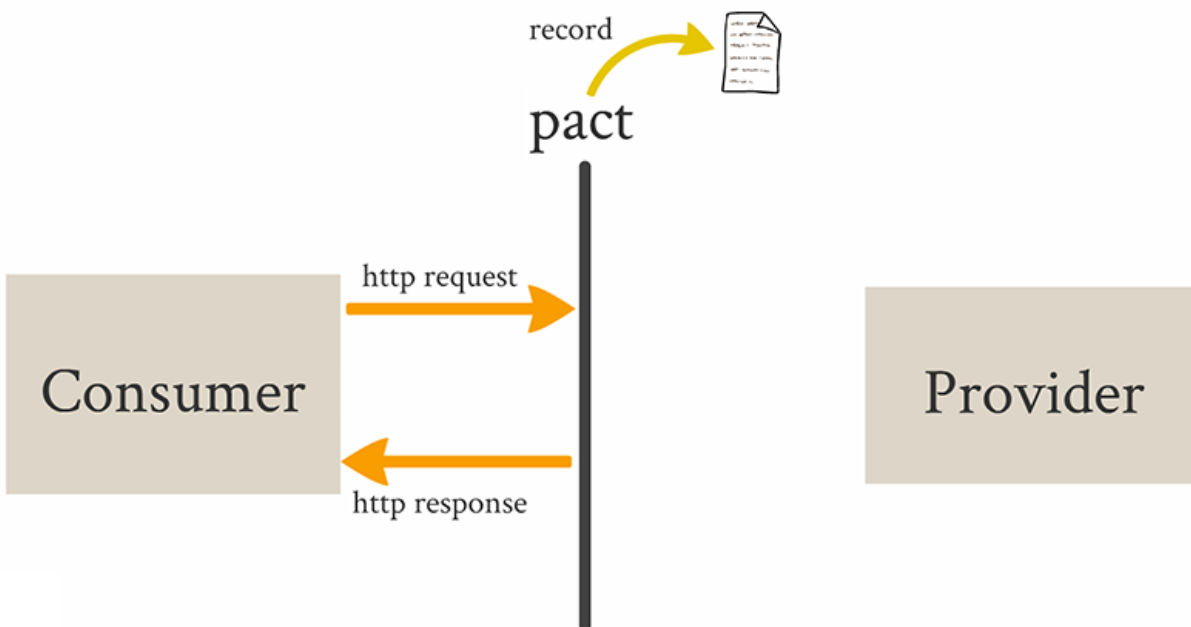 record
pact
http request
Consumer
Provider
http response